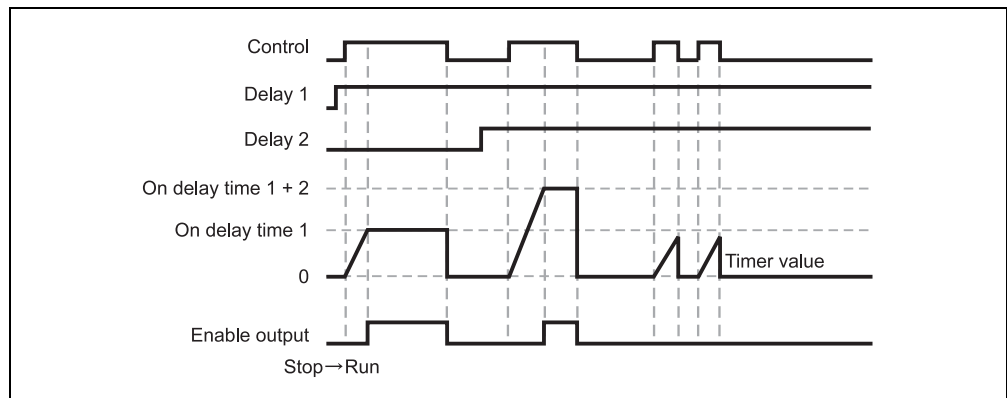 Control
Delay 1
Delay 2
On delay time 1 + 2
On delay time 1
0
Timer value
Enable output
Stop→Run